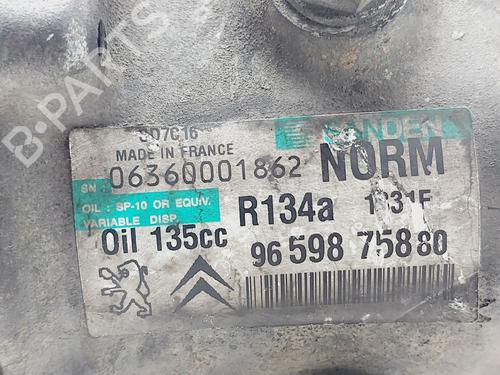 B-PARTS
SD7C16
SANDEN
MADE IN FRANCE
NORM
SN: 06360001862
OIL : SP-10 OR EQUIV.
VARIABLE DISP.
R134a
Oil 135cc
96 598 758 80